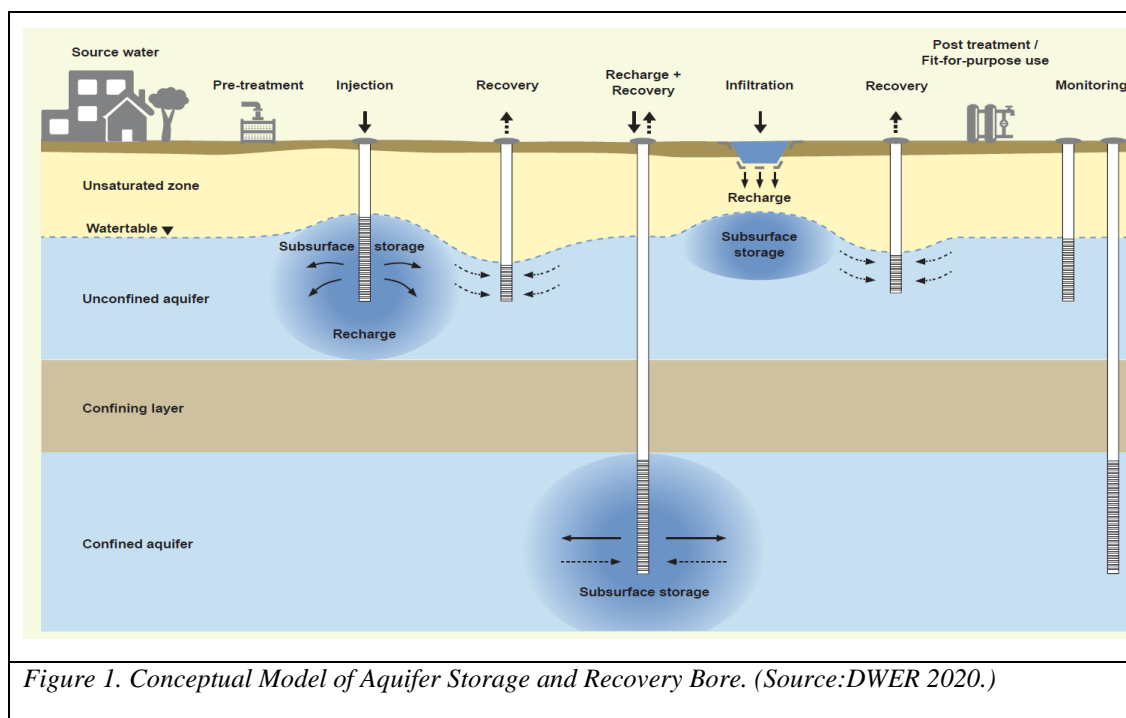 Source water
Pre-treatment
Injection
Recovery
Recharge +
Recovery
Infiltration
Recovery
Post treatment /
Fit-for-purpose use
Monitoring
Unsaturated zone
Recharge
Watertable
Subsurface storage
Subsurface
storage
Unconfined aquifer
Recharge
Confining layer
Confined aquifer
Subsurface storage
Figure 1. Conceptual Model of Aquifer Storage and Recovery Bore. (Source:DWER 2020.)